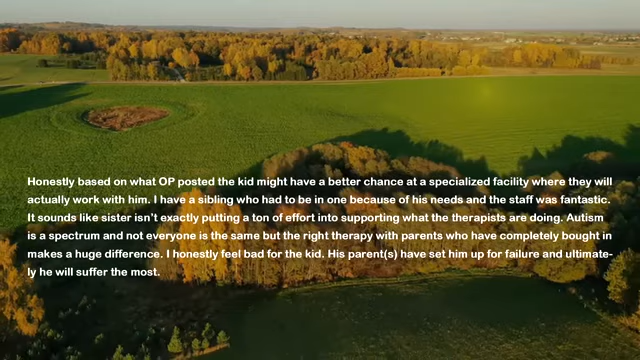 Honestly based on what OP posted the kid might have a better chance at a specialized facility where they will
actually work with him. I have a sibling who had to be in one because of his needs and the staff was fantastic.
It sounds like sister isn't exactly putting a ton of effort into supporting what the therapists are doing. Autism
is a spectrum and not everyone is the same but the right therapy with parents who have completely bought in
makes a huge difference. I honestly feel bad for the kid. His parent(s) have set him up for failure and ultimate-
ly he will suffer the most.